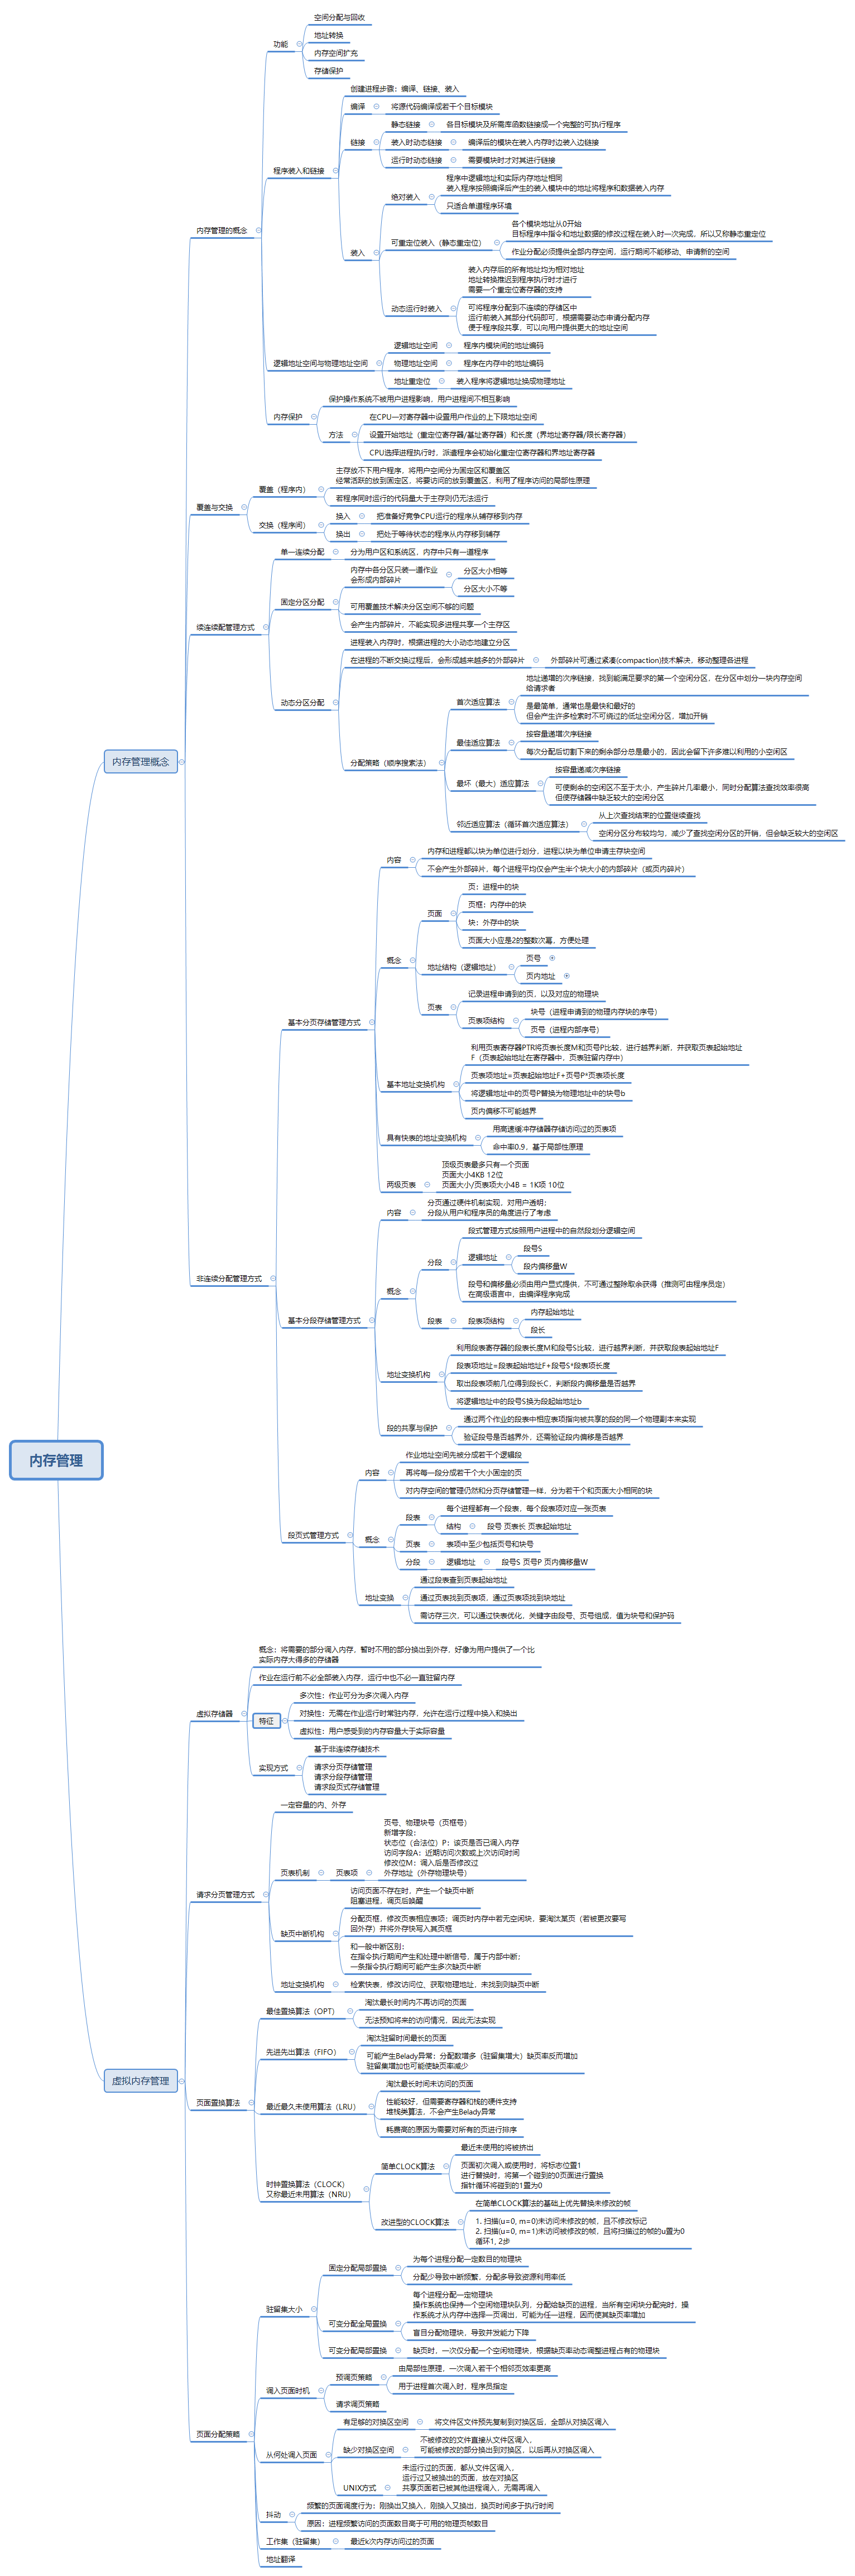 内存管理
内存管理概念
内存管理的概念
功能
空间分配与回收
地址转换
内存空间扩充
存储保护
程序装入和链接
创建进程步骤：编译、链接、装入
编译
将源代码编译成若干个目标模块
链接
静态链接
各目标模块及所需库函数链接成一个完整的可执行程序
装入时动态链接
编译后的模块在装入内存时边装入边链接
运行时动态链接
需要模块时才对其进行链接
装入
绝对装入
程序中逻辑地址和实际内存地址相同
装入程序按照编译后产生的装入模块中的地址将程序和数据装入内存
只适合单道程序环境
可重定位装入（静态重定位）
各个模块地址从0开始
目标程序中指令和地址数据的修改过程在装入时一次完成，所以又称静态重定位
作业分配必须提供全部内存空间，运行期间不能移动、申请新的空间
动态运行时装入
装入内存后的所有地址均为相对地址
地址转换推迟到程序执行时才进行
需要一个重定位寄存器的支持
可将程序分配到不连续的存储区中
运行前装入其部分代码即可，根据需要动态申请分配内存
便于程序段共享，可以向用户提供更大的地址空间
逻辑地址空间与物理地址空间
逻辑地址空间
程序内模块间的地址编码
物理地址空间
程序在内存中的地址编码
地址重定位
装入程序将逻辑地址换成物理地址
内存保护
保护操作系统不被用户进程影响，用户进程间不相互影响
方法
在CPU一对寄存器中设置用户作业的上下限地址空间
设置开始地址（重定位寄存器/基址寄存器）和长度（界地址寄存器/限长寄存器）
CPU选择进程执行时，派遣程序会初始化重定位寄存器和界地址寄存器
覆盖与交换
覆盖（程序内）
主存放不下用户程序，将用户空间分为固定区和覆盖区
经常活跃的放到固定区，将要访问的放到覆盖区，利用了程序访问的局部性原理
若程序同时运行的代码量大于主存则仍无法运行
交换（程序间）
换入
把准备好竞争CPU运行的程序从辅存移到内存
换出
把处于等待状态的程序从内存移到辅存
续连续配管理方式
单一连续分配
分为用户区和系统区，内存中只有一道程序
固定分区分配
内存中各分区只装一道作业
会形成内部碎片
分区大小相等
分区大小不等
可用覆盖技术解决分区空间不够的问题
会产生内部碎片，不能实现多进程共享一个主存区
动态分区分配
进程装入内存时，根据进程的大小动态地建立分区
在进程的不断交换过程后，会形成越来越多的外部碎片
外部碎片可通过紧凑(compaction)技术解决，移动整理各进程
分配策略（顺序搜索法）
首次适应算法
地址递增的次序链接，找到能满足要求的第一个空闲分区，在分区中划分一块内存空间
给请求者
是最简单，通常也是最快和最好的
但会产生许多检索时不可绕过的低址空闲分区，增加开销
最佳适应算法
按容量递增次序链接
每次分配后切割下来的剩余部分总是最小的，因此会留下许多难以利用的小空闲区
最坏（最大）适应算法
按容量递减次序链接
可使剩余的空闲区不至于太小，产生碎片几率最小，同时分配算法查找效率很高
但使存储器中缺乏较大的空闲分区
邻近适应算法（循环首次适应算法）
从上次查找结束的位置继续查找
空闲分区分布较均匀，减少了查找空闲分区的开销，但会缺乏较大的空闲区
非连续分配管理方式
基本分页存储管理方式
内容
内存和进程都以块为单位进行划分，进程以块为单位申请主存块空间
不会产生外部碎片，每个进程平均仅会产生半个块大小的内部碎片（或页内碎片）
概念
页面
页：进程中的块
页框：内存中的块
块：外存中的块
页面大小应是2的整数次幂，方便处理
地址结构（逻辑地址）
页号
页内地址
页表
记录进程申请到的页，以及对应的物理块
页表项结构
块号（进程申请到的物理内存块的序号）
页号（进程内部序号）
基本地址变换机构
利用页表寄存器PTR将页表长度M和页号P比较，进行越界判断，并获取页表起始地址
F（页表起始地址在寄存器中，页表驻留内存中）
页表项地址=页表起始地址F+页号P*页表项长度
将逻辑地址中的页号P替换为物理地址中的块号b
页内偏移不可能越界
具有快表的地址变换机构
用高速缓冲存储器存储访问过的页表项
命中率0.9，基于局部性原理
两级页表
顶级页表最多只有一个页面
页面大小4KB 12位
页面大小/页表项大小4B = 1K项 10位
基本分段存储管理方式
内容
分页通过硬件机制实现，对用户透明；
分段从用户和程序员的角度进行了考虑
概念
分段
段式管理方式按照用户进程中的自然段划分逻辑空间
逻辑地址
段号S
段内偏移量W
段号和偏移量必须由用户显式提供，不可通过整除取余获得（推测可由程序员定）
在高级语言中，由编译程序完成
段表
段表项结构
内存起始地址
段长
地址变换机构
利用段表寄存器的段表长度M和段号S比较，进行越界判断，并获取段表起始地址F
段表项地址=段表起始地址F+段号S*段表项长度
取出段表项前几位得到段长C，判断段内偏移量是否越界
将逻辑地址中的段号S换为段起始地址b
段的共享与保护
通过两个作业的段表中相应表项指向被共享的段的同一个物理副本来实现
验证段号是否越界外，还需验证段内偏移是否越界
段页式管理方式
内容
作业地址空间先被分成若干个逻辑段
再将每一段分成若干个大小固定的页
对内存空间的管理仍然和分页存储管理一样，分为若干个和页面大小相同的块
概念
段表
每个进程都有一个段表，每个段表项对应一张页表
结构
段号 页表长 页表起始地址
页表
表项中至少包括页号和块号
分段
逻辑地址
段号S 页号P 页内偏移量W
地址变换
通过段表查到页表起始地址
通过页表找到页表项，通过页表项找到块地址
需访存三次，可以通过快表优化，关键字由段号、页号组成，值为块号和保护码
虚拟内存管理
虚拟存储器
概念：将需要的部分调入内存，暂时不用的部分换出到外存，好像为用户提供了一个比
实际内存大得多的存储器
作业在运行前不必全部装入内存，运行中也不必一直驻留内存
特征
多次性：作业可分为多次调入内存
对换性：无需在作业运行时常驻内存，允许在运行过程中换入和换出
虚拟性：用户感受到的内存容量大于实际容量
实现方式
基于非连续存储技术
请求分页存储管理
请求分段存储管理
请求段页式存储管理
请求分页管理方式
一定容量的内、外存
页表机制
页表项
页号、物理块号（页框号）
新增字段：
状态位（合法位）P：该页是否已调入内存
访问字段A：近期访问次数或上次访问时间
修改位M：调入后是否修改过
外存地址（外存物理块号）
缺页中断机构
访问页面不存在时，产生一个缺页中断
阻塞进程，调页后唤醒
分配页框，修改页表相应表项；调页时内存中若无空闲块，要淘汰某页（若被更改要写
回外存）并将外存快写入其页框
和一般中断区别：
在指令执行期间产生和处理中断信号，属于内部中断；
一条指令执行期间可能产生多次缺页中断
地址变换机构
检索快表，修改访问位、获取物理地址，未找到则缺页中断
页面置换算法
最佳置换算法（OPT）
淘汰最长时间内不再访问的页面
无法预知将来的访问情况，因此无法实现
先进先出算法（FIFO）
淘汰驻留时间最长的页面
可能产生Belady异常：分配数增多（驻留集增大）缺页率反而增加
驻留集增加也可能使缺页率减少
最近最久未使用算法（LRU）
淘汰最长时间未访问的页面
性能较好，但需要寄存器和栈的硬件支持
堆栈类算法，不会产生Belady异常
耗费高的原因为需要对所有的页进行排序
时钟置换算法（CLOCK）
又称最近未用算法（NRU）
简单CLOCK算法
最近未使用的将被挤出
页面初次调入或使用时，将标志位置1
进行替换时，将第一个碰到的0页面进行置换
指针循环将碰到的1置为0
改进型的CLOCK算法
在简单CLOCK算法的基础上优先替换未修改的帧
1. 扫描(u=0, m=0)未访问未修改的帧，且不修改标记
2. 扫描(u=0, m=1)未访问被修改的帧，且将扫描过的帧的u置为0
循环1, 2步
页面分配策略
驻留集大小
固定分配局部置换
为每个进程分配一定数目的物理块
分配少导致中断频繁，分配多导致资源利用率低
可变分配全局置换
每个进程分配一定物理块
操作系统也保持一个空闲物理块队列，分配给缺页的进程，当所有空闲块分配完时，操
作系统才从内存中选择一页调出，可能为任一进程，因而使其缺页率增加
盲目分配物理块，导致并发能力下降
可变分配局部置换
缺页时，一次仅分配一个空闲物理块，根据缺页率动态调整进程占有的物理块
调入页面时机
预调页策略
由局部性原理，一次调入若干个相邻页效率更高
用于进程首次调入时，程序员指定
请求调页策略
从何处调入页面
有足够的对换区空间
将文件区文件预先复制到对换区后，全部从对换区调入
缺少对换区空间
不被修改的文件直接从文件区调入，
可能被修改的部分换出到对换区，以后再从对换区调入
UNIX方式
未运行过的页面，都从文件区调入，
运行过又被换出的页面，放在对换区
共享页面若已被其他进程调入，无需再调入
抖动
频繁的页面调度行为：刚换出又换入，刚换入又换出，换页时间多于执行时间
原因：进程频繁访问的页面数目高于可用的物理页帧数目
工作集（驻留集）
最近k次内存访问过的页面
地址翻译